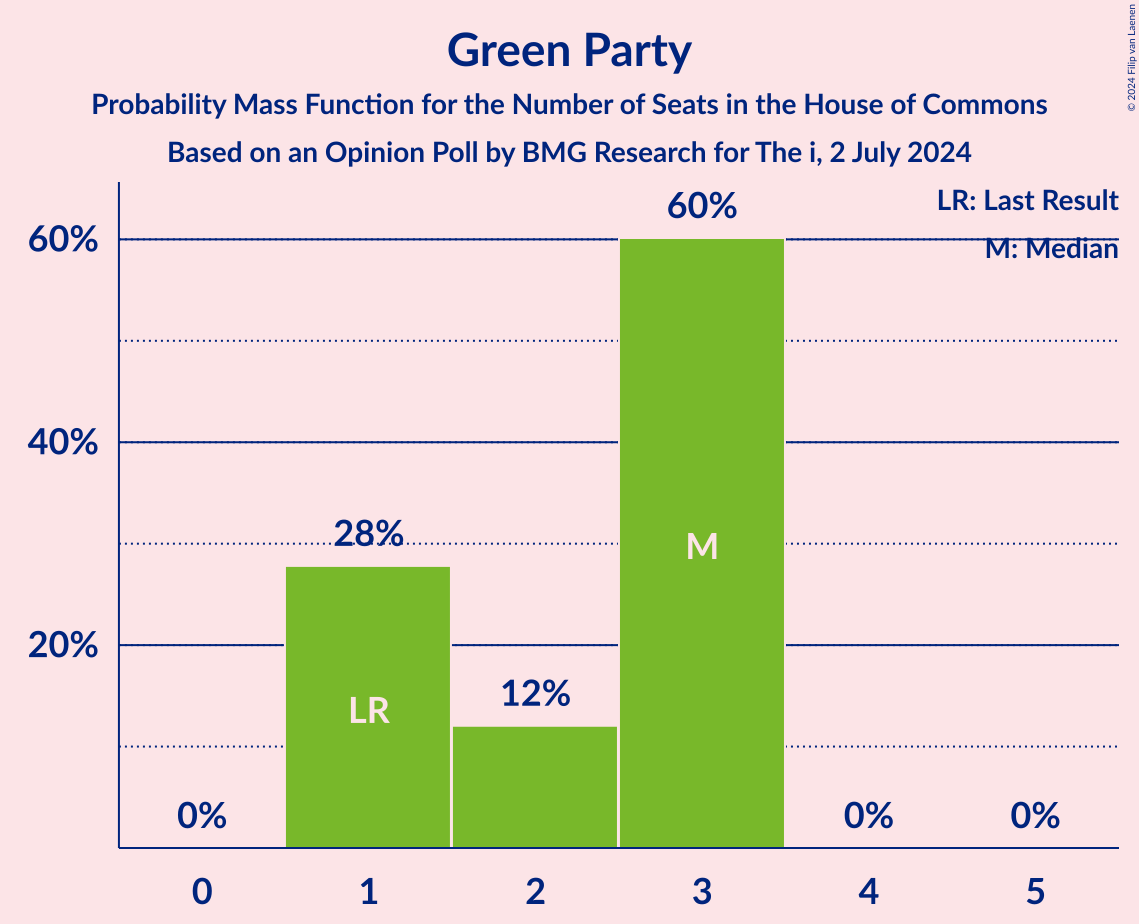 Green Party
Probability Mass Function for the Number of Seats in the House of Commons
Based on an Opinion Poll by BMG Research for The i, 2 July 2024
© 2024 Filip van Laenen
LR: Last Result
M: Median
60%
40%
20%
0%
28%
12%
60%
0%
0%
LR
M
0 1 2 3 4 5